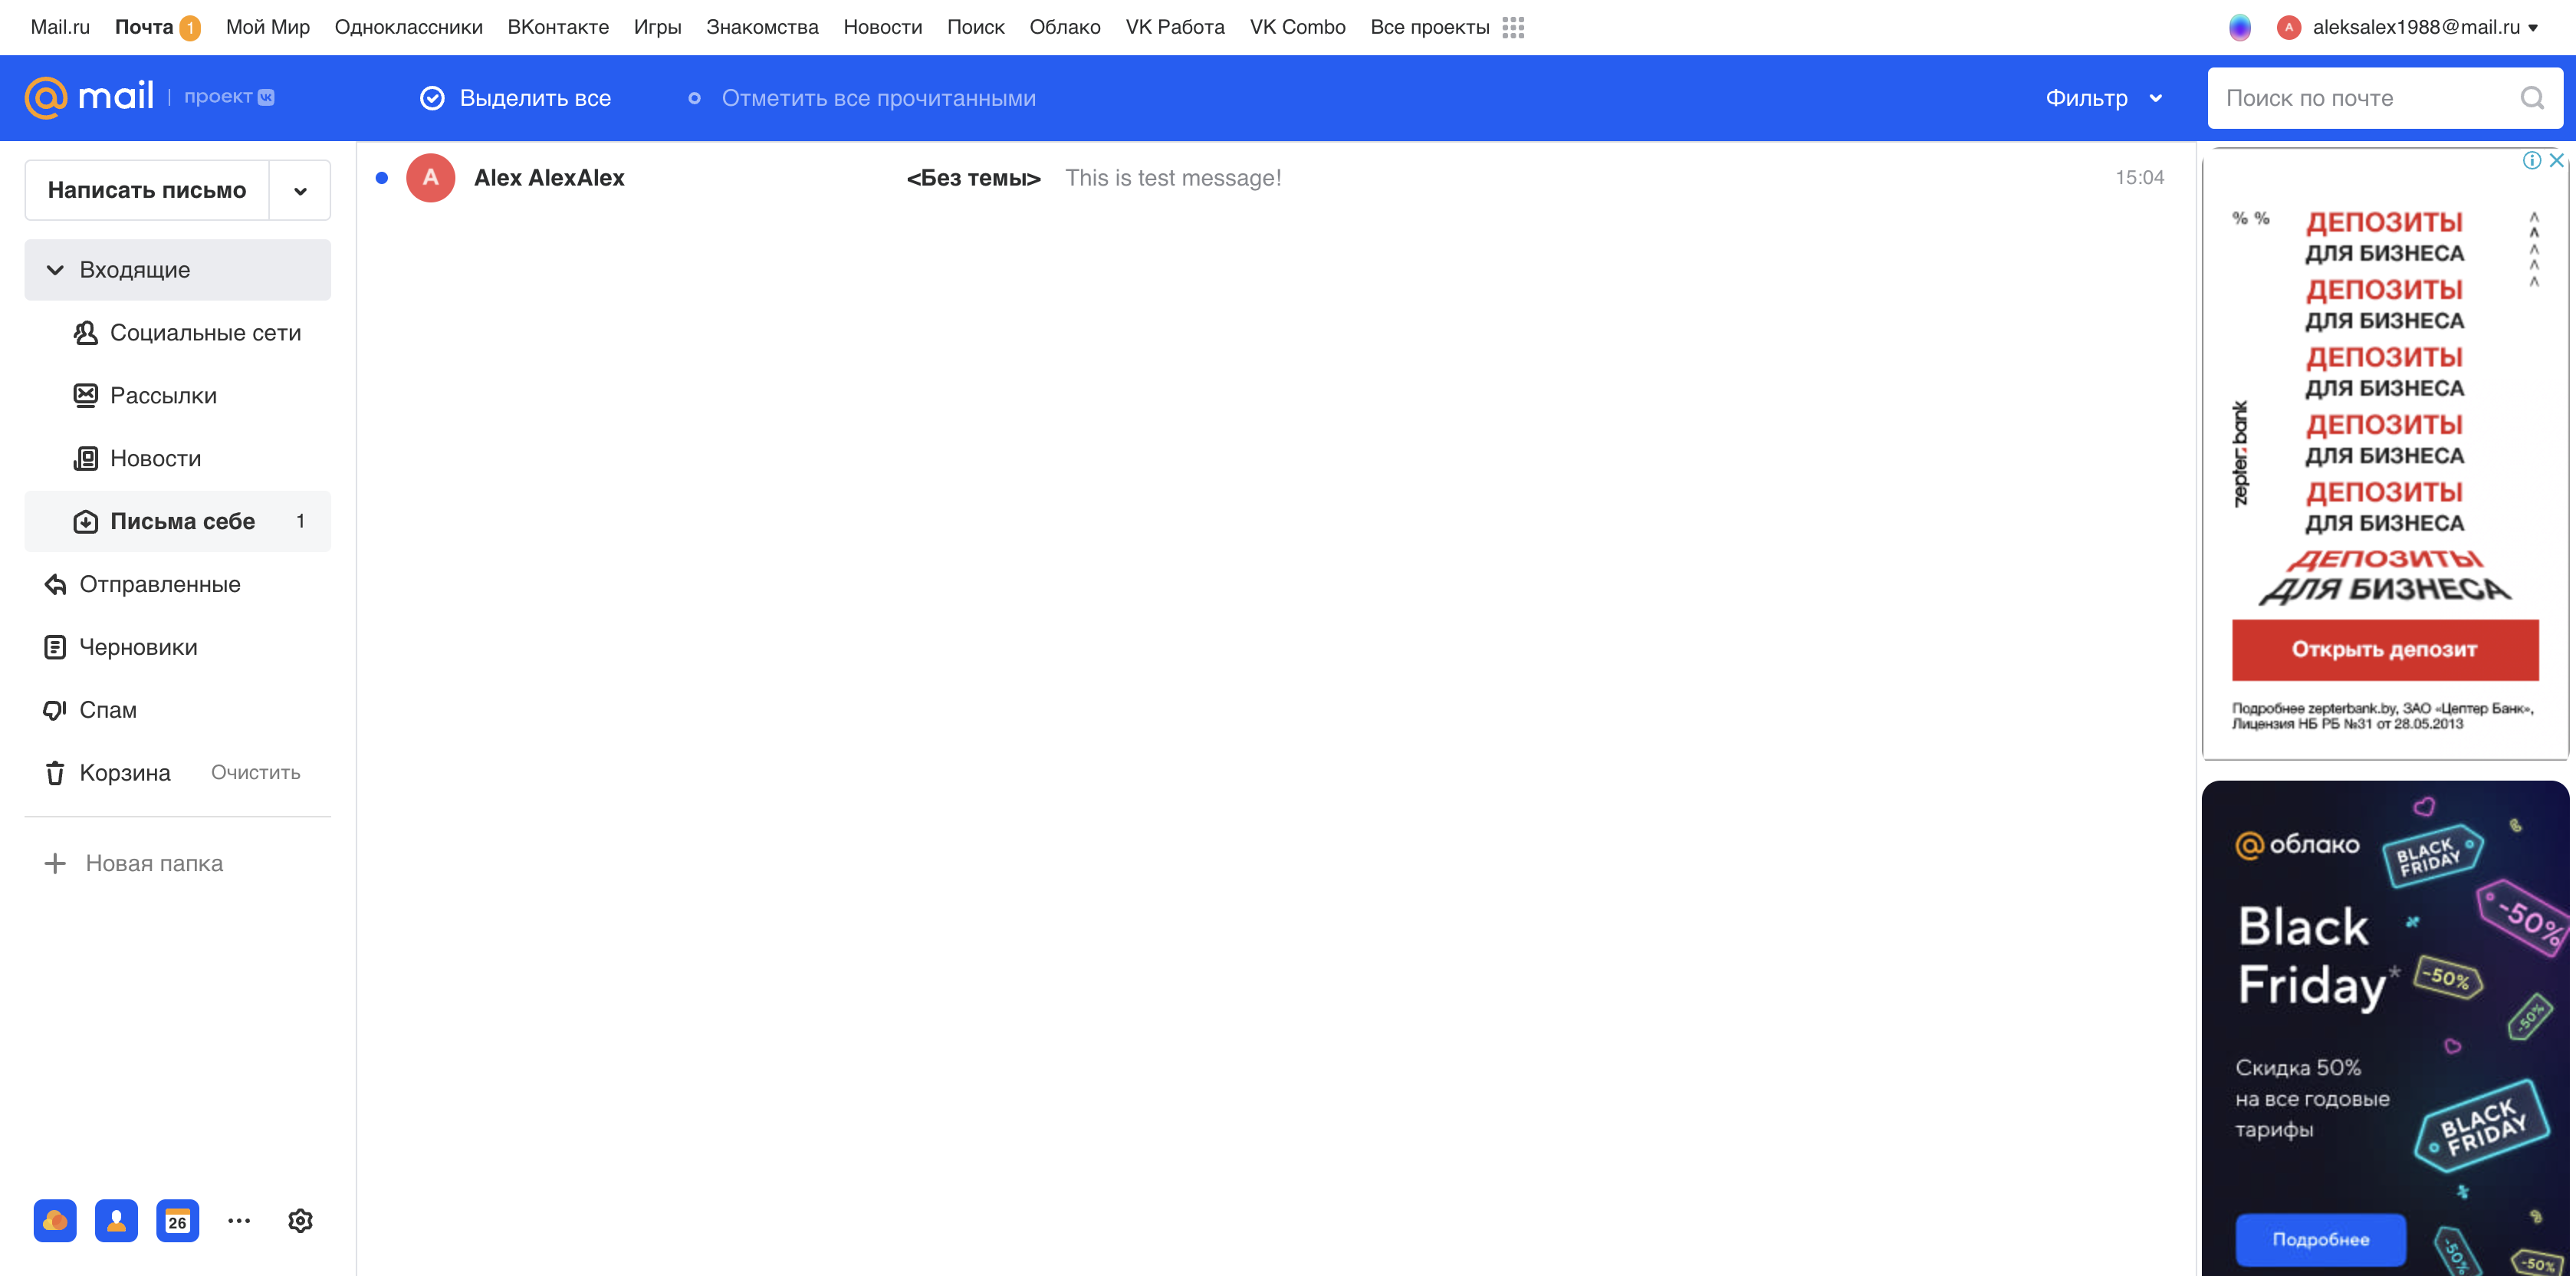 Mail.ru Почта 1 Мой Мир Одноклассники ВКонтакте Игры Знакомства Новости Поиск Облако VK Работа VK Combo Все проекты A aleksalex1988@mail.ru
@mail | проект VK Выделить все Отметить все прочитанными Фильтр Поиск по почте
Написать письмо
Входящие
Социальные сети
Рассылки
Новости
Письма себе 1
Отправленные
Черновики
Спам
Корзина Очистить
Новая папка
26
A Alex AlexAlex <Без темы> This is test message! 15:04
% %
ДЕПОЗИТЫ
ДЛЯ БИЗНЕСА
ДЕПОЗИТЫ
ДЛЯ БИЗНЕСА
ДЕПОЗИТЫ
ДЛЯ БИЗНЕСА
ДЕПОЗИТЫ
ДЛЯ БИЗНЕСА
ДЕПОЗИТЫ
ДЛЯ БИЗНЕСА
ДЕПОЗИТЫ
ДЛЯ БИЗНЕСА
zepter:bank
Открыть депозит
Подробнее zepterbank.by, ЗАО «Цептер Банк»,
Лицензия НБ РБ №31 от 28.05.2013
@облако
BLACK
FRIDAY
-50%
Black
Friday*
-50%
-50%
Скидка 50%
на все годовые
тарифы
BLACK
FRIDAY
Подробнее
-50%
-50%